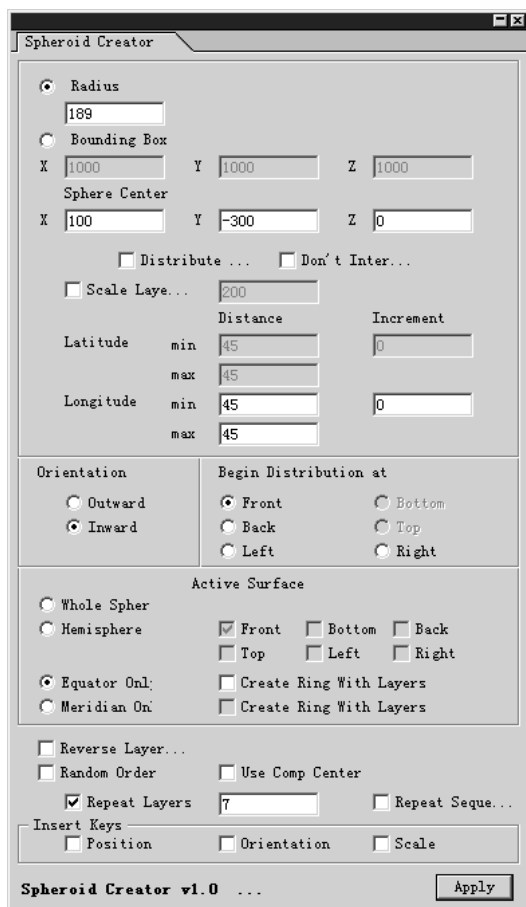 Spheroid Creator
Radius
189
Bounding Box
X 1000 Y 1000 Z 1000
Sphere Center
X 100 Y -300 Z 0
Distribute ... Don't Inter...
Scale Laye... 200
Distance Increment
Latitude min 45 0
max 45
Longitude min 45 0
max 45
Orientation Begin Distribution at
Outward Front Bottom
Inward Back Top
Left Right
Active Surface
Whole Spher
Hemisphere Front Bottom Back
Top Left Right
Equator Onl Create Ring With Layers
Meridian On Create Ring With Layers
Reverse Layer...
Random Order Use Comp Center
Repeat Layers 7 Repeat Seque...
Insert Keys
Position Orientation Scale
Spheroid Creator v1.0 ... Apply